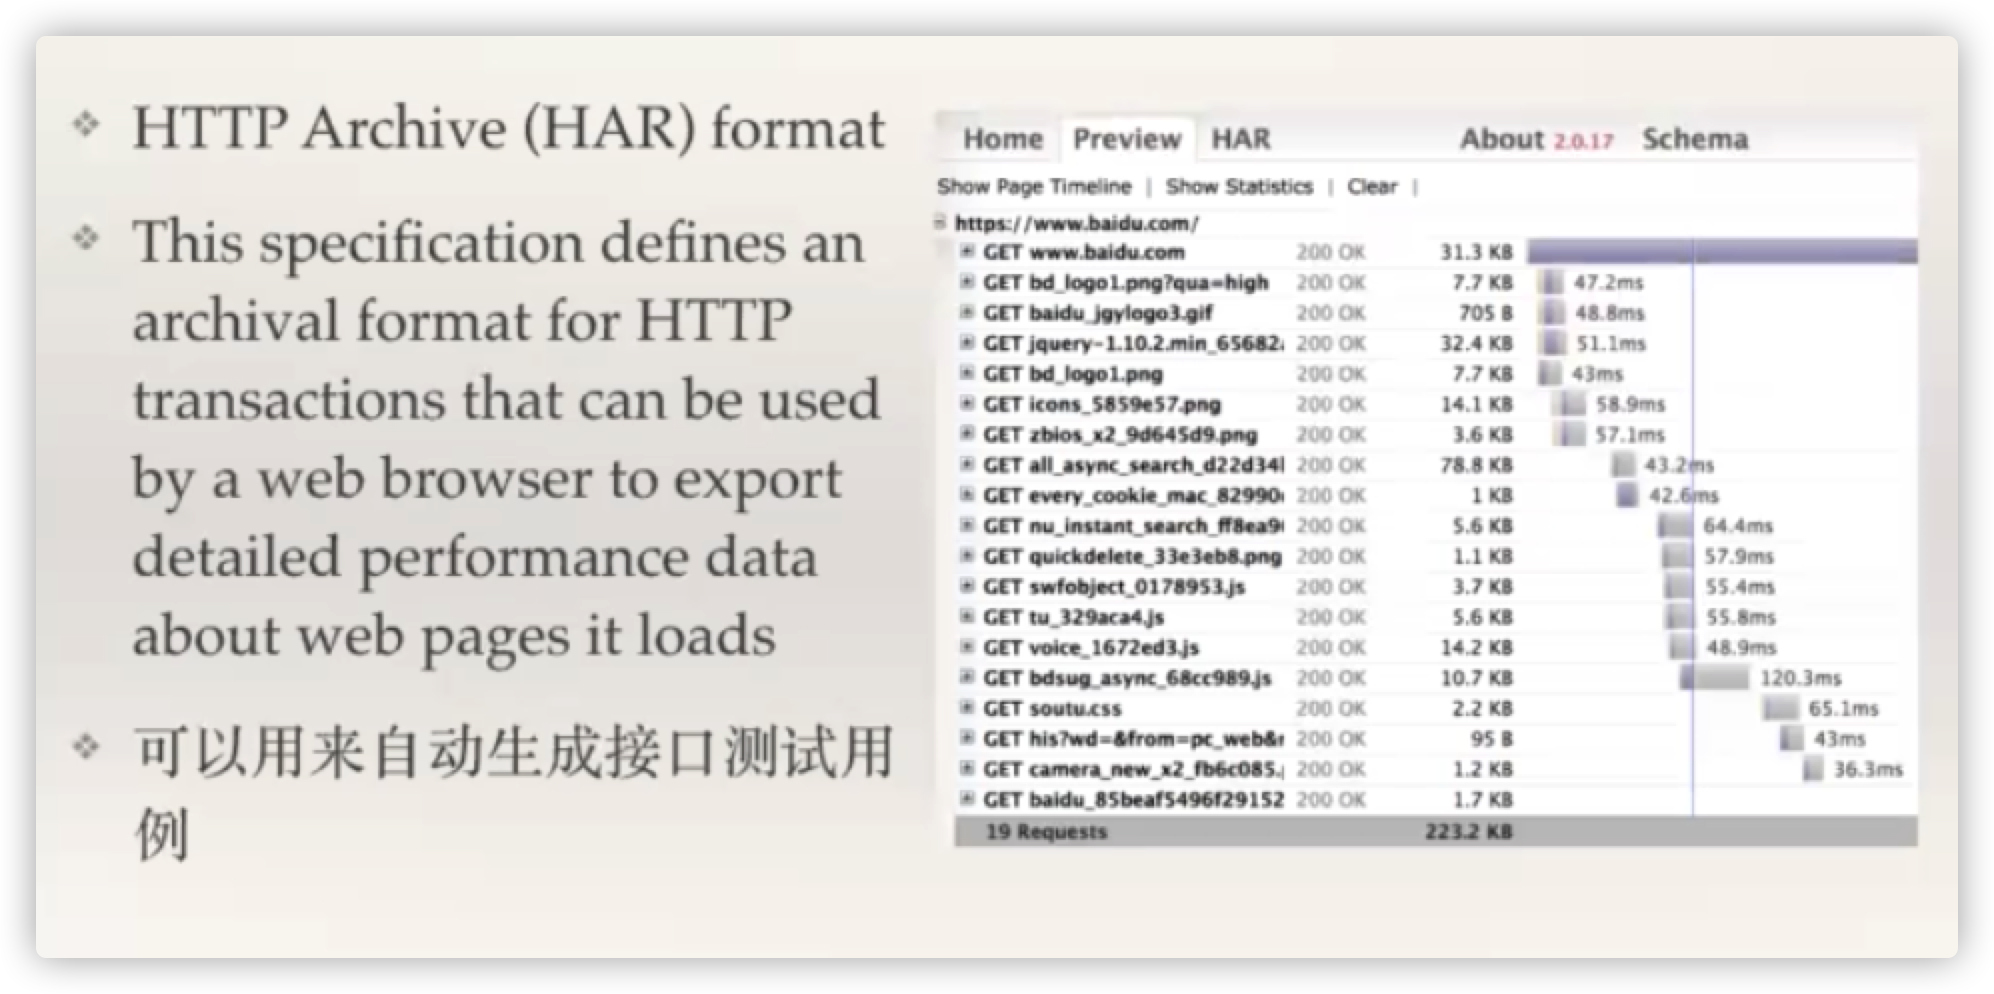 HTTP Archive (HAR) format
This specification defines an
archival format for HTTP
transactions that can be used
by a web browser to export
detailed performance data
about web pages it loads
可以用来自动生成接口测试用
例
Home Preview HAR About 2.0.17 Schema
Show Page Timeline | Show Statistics | Clear |
https://www.baidu.com/
GET www.baidu.com 200 OK 31.3 KB
GET bd_logo1.png?qua=high 200 OK 7.7 KB 47.2ms
GET baidu_jgylogo3.gif 200 OK 705 B 48.8ms
GET jquery-1.10.2.min_65682 200 OK 32.4 KB 51.1ms
GET bd_logo1.png 200 OK 7.7 KB 43ms
GET icons_5859e57.png 200 OK 14.1 KB 58.9ms
GET zbios_x2_9d645d9.png 200 OK 3.6 KB 57.1ms
GET all_async_search_d22d34 200 OK 78.8 KB 43.2ms
GET every_cookie_mac_82990 200 OK 1 KB 42.6ms
GET nu_instant_search_ff8ea9 200 OK 5.6 KB 64.4ms
GET quickdelete_33e3eb8.png 200 OK 1.1 KB 57.9ms
GET swfobject_0178953.js 200 OK 3.7 KB 55.4ms
GET tu_329aca4.js 200 OK 5.6 KB 55.8ms
GET voice_1672ed3.js 200 OK 14.2 KB 48.9ms
GET bdsug_async_68cc989.js 200 OK 10.7 KB 120.3ms
GET soutu.css 200 OK 2.2 KB 65.1ms
GET his?wd=&from=pc_web& 200 OK 95 B 43ms
GET camera_new_x2_fb6c085. 200 OK 1.2 KB 36.3ms
GET baidu_85beaf5496f29152 200 OK 1.7 KB
19 Requests 223.2 KB